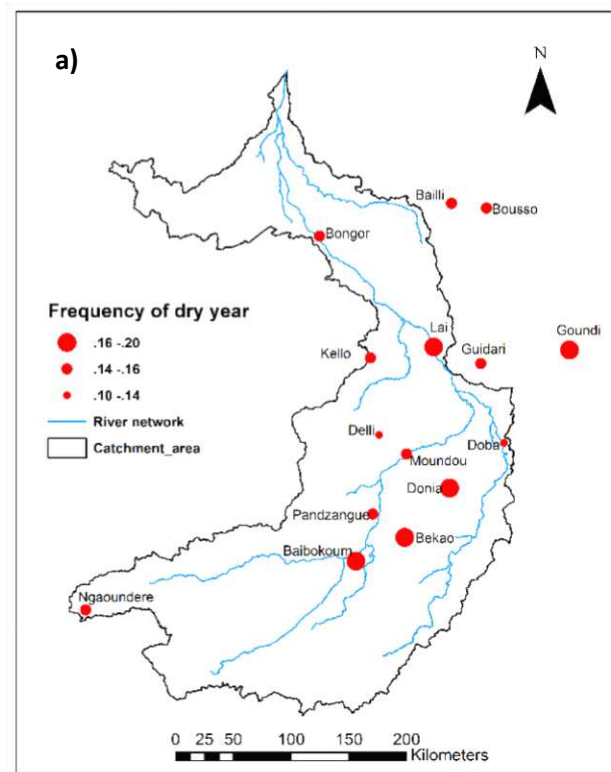 a)
N
Bailli
Bousso
Bongor
Frequency of dry year
.16 -.20
.14 -.16
.10 -.14
River network
Catchment_area
Lai
Goundi
Kello
Guidari
Delli
Doba
Moundou
Donia
Pandzangue
Bekao
Baibokoum
Ngaoundere
0 25 50 100 150 200
Kilometers